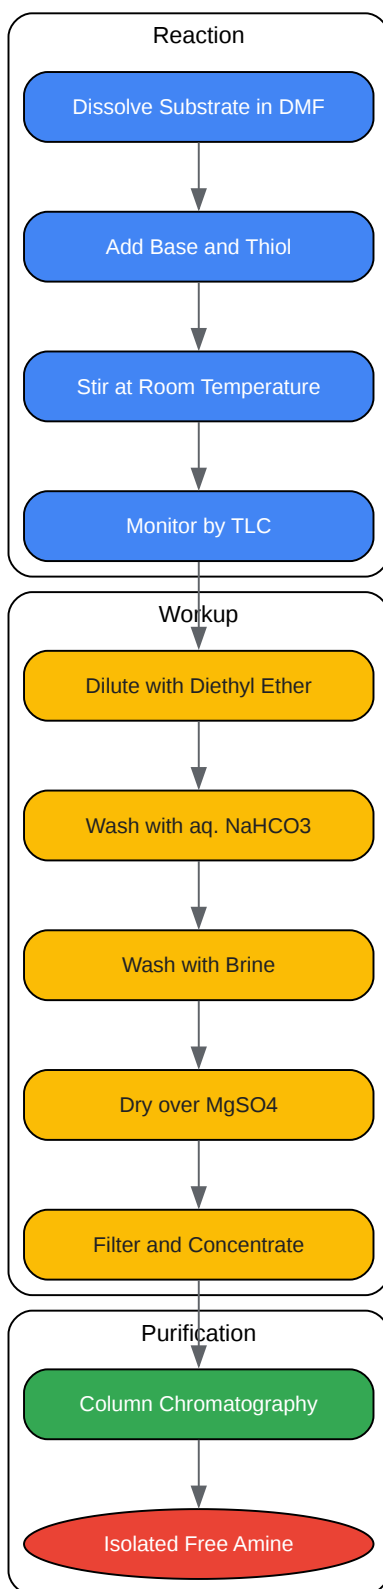 Reaction
Dissolve Substrate in DMF
Add Base and Thiol
Stir at Room Temperature
Monitor by TLC
Workup
Dilute with Diethyl Ether
Wash with aq. NaHCO3
Wash with Brine
Dry over MgSO4
Filter and Concentrate
Purification
Column Chromatography
Isolated Free Amine